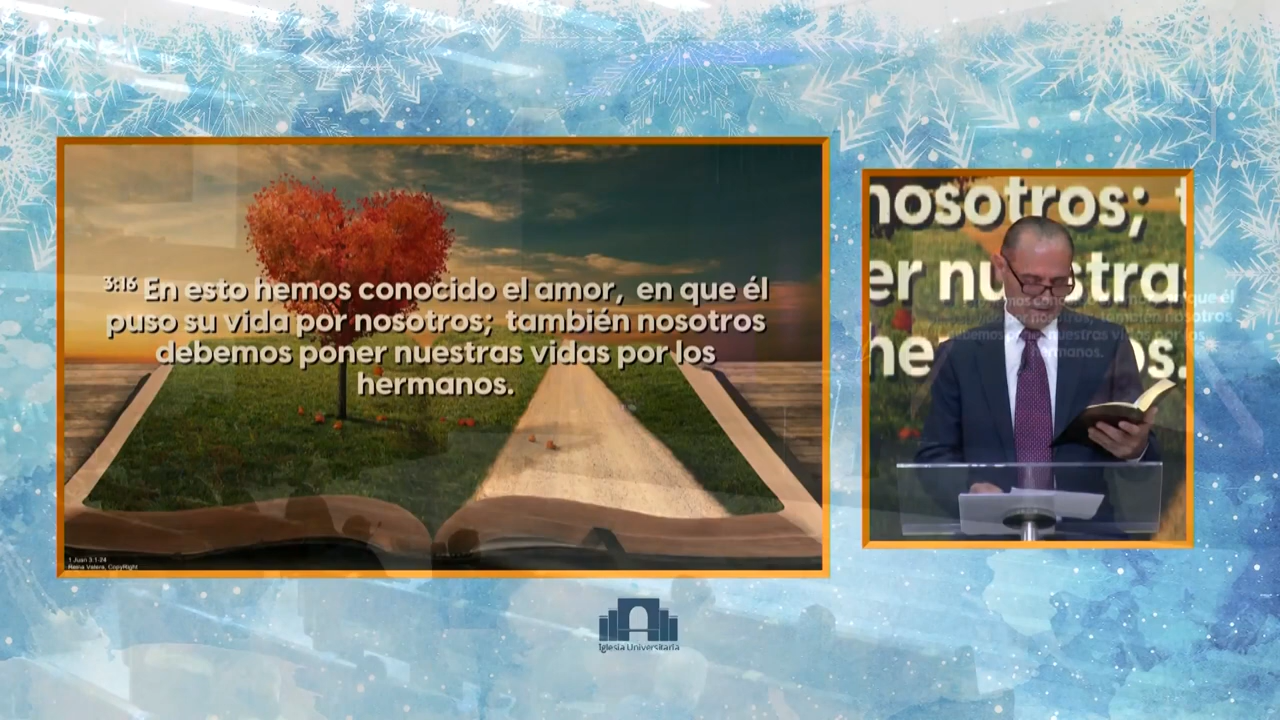 3:16 En esto hemos conocido el amor, en que él
puso su vida por nosotros; también nosotros
debemos poner nuestras vidas por los
hermanos.
1 Juan 3:1-24
Reina Valera, CopyRight
nosotros;
er nuestras
he
s.
Iglesia Universitaria